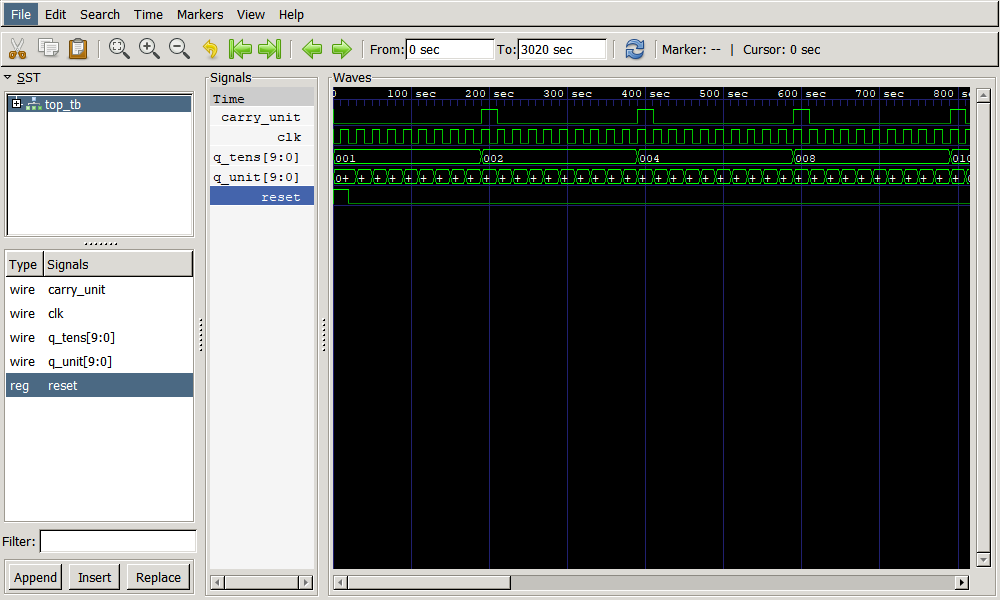 File Edit Search Time Markers View Help
From: 0 sec To: 3020 sec Marker: -- | Cursor: 0 sec
SST
top_tb
Type Signals
wire carry_unit
wire clk
wire q_tens[9:0]
wire q_unit[9:0]
reg reset
Filter:
Append Insert Replace
Signals
Time
carry_unit
clk
q_tens[9:0]
q_unit[9:0]
reset
Waves
100 sec 200 sec 300 sec 400 sec 500 sec 600 sec 700 sec 800
001 002 004 008 010
0+ + + + + + + + + + + + + + + + + + + + + + + + + + + + + + + + + + + + + + + +